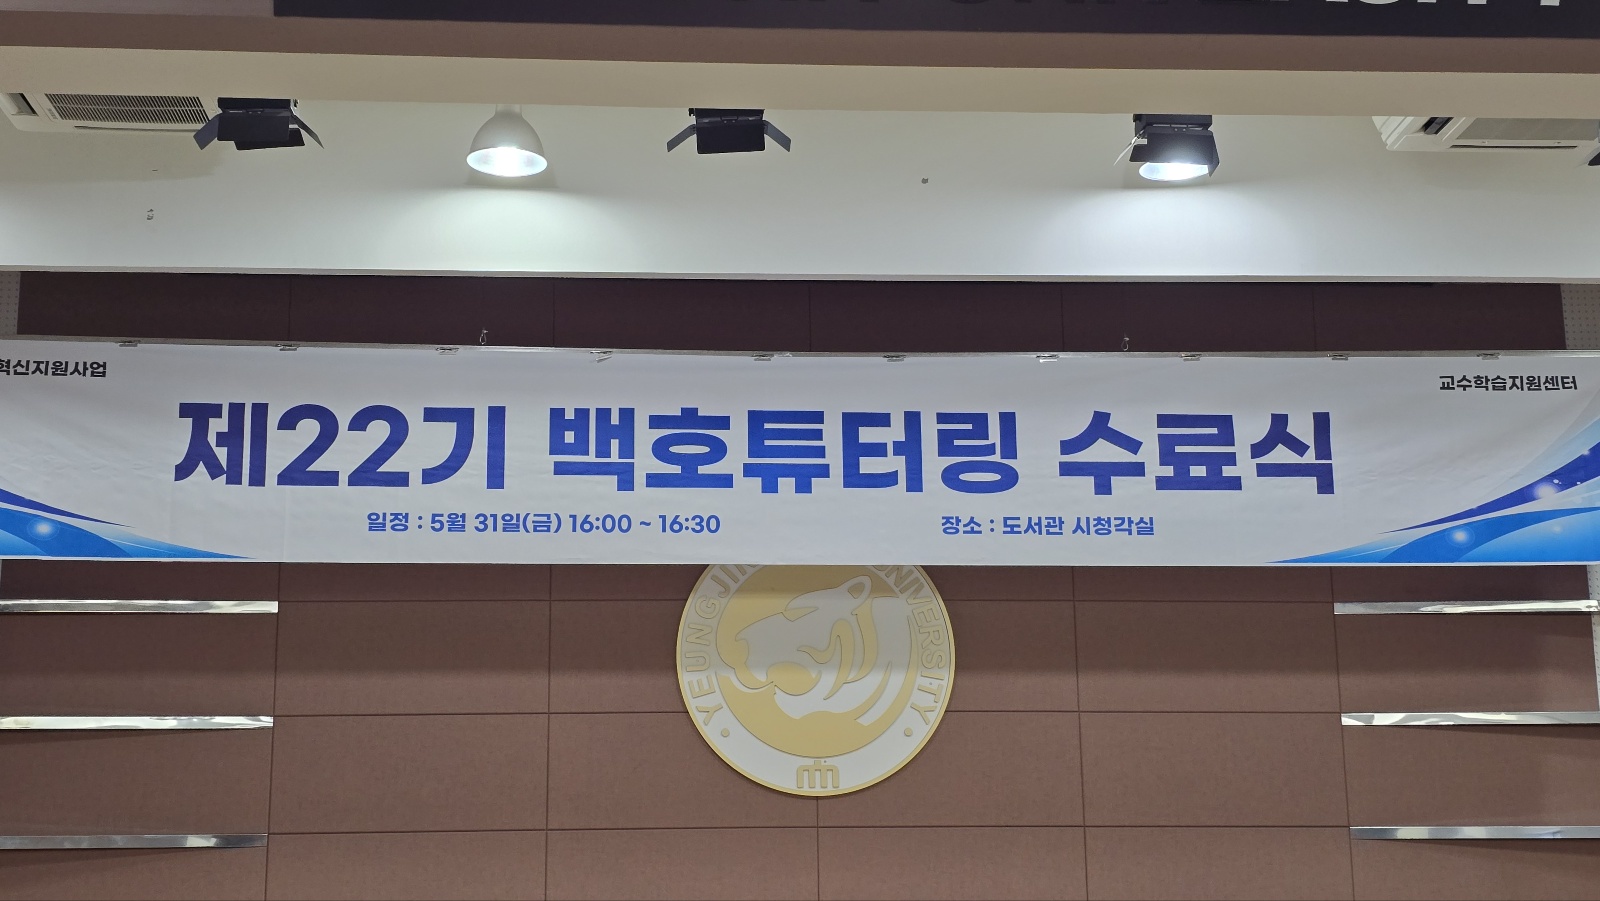 혁신지원사업
교수학습지원센터
제22기 백호튜터링 수료식
일정 : 5월 31일(금) 16:00 ~ 16:30
장소 : 도서관 시청각실
UNIVERSITY